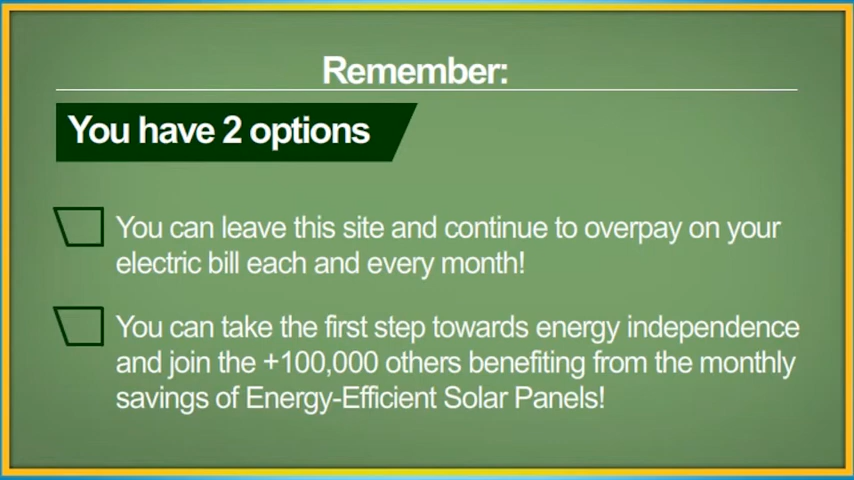 Remember:
You have 2 options
You can leave this site and continue to overpay on your
electric bill each and every month!
You can take the first step towards energy independence
and join the +100,000 others benefiting from the monthly
savings of Energy-Efficient Solar Panels!